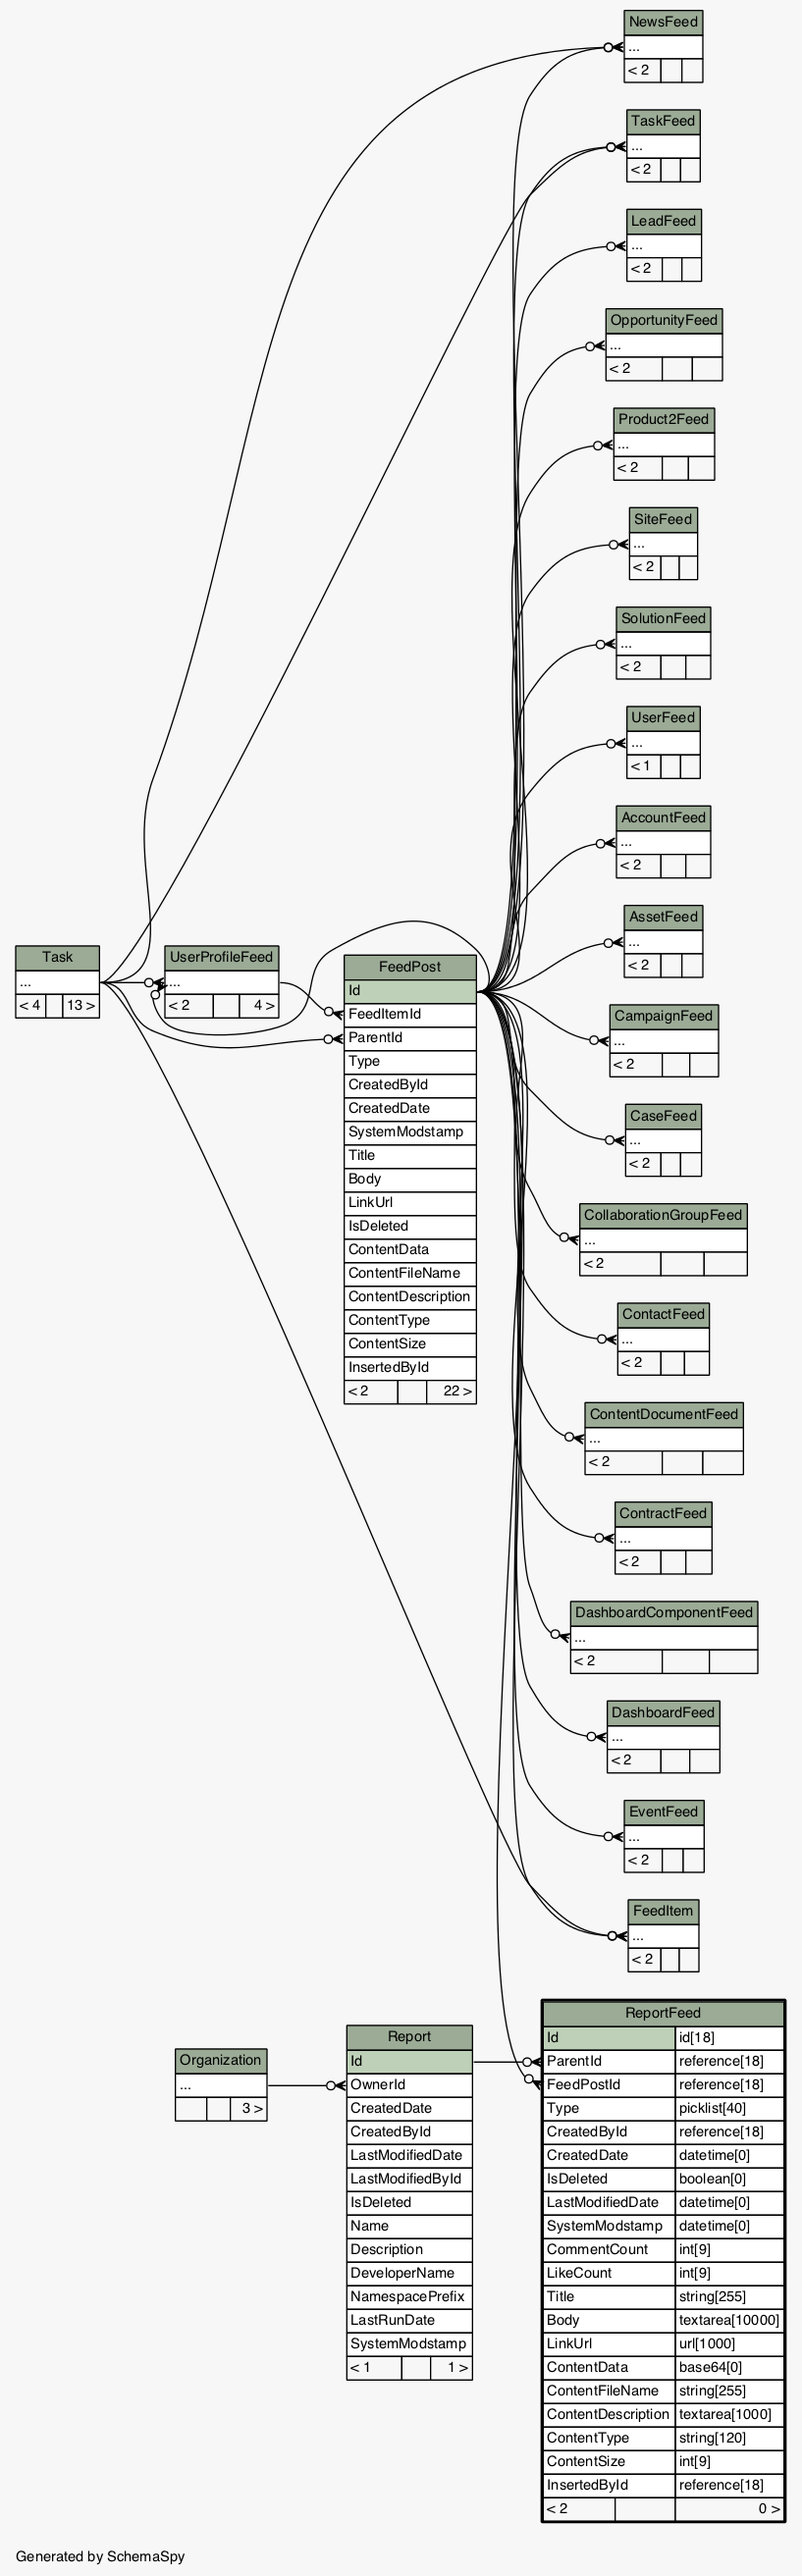 NewsFeed
...
< 2
TaskFeed
...
< 2
LeadFeed
...
< 2
OpportunityFeed
...
< 2
Product2Feed
...
< 2
SiteFeed
...
< 2
SolutionFeed
...
< 2
UserFeed
...
< 1
AccountFeed
...
< 2
AssetFeed
...
< 2
Task
...
< 4 13 >
UserProfileFeed
...
< 2 4 >
FeedPost
Id
FeedItemId
ParentId
Type
CreatedById
CreatedDate
SystemModstamp
Title
Body
LinkUrl
IsDeleted
ContentData
ContentFileName
ContentDescription
ContentType
ContentSize
InsertedById
< 2 22 >
CampaignFeed
...
< 2
CaseFeed
...
< 2
CollaborationGroupFeed
...
< 2
ContactFeed
...
< 2
ContentDocumentFeed
...
< 2
ContractFeed
...
< 2
DashboardComponentFeed
...
< 2
DashboardFeed
...
< 2
EventFeed
...
< 2
FeedItem
...
< 2
Organization
...
3 >
Report
Id
OwnerId
CreatedDate
CreatedById
LastModifiedDate
LastModifiedById
IsDeleted
Name
Description
DeveloperName
NamespacePrefix
LastRunDate
SystemModstamp
< 1 1 >
ReportFeed
Id id[18]
ParentId reference[18]
FeedPostId reference[18]
Type picklist[40]
CreatedById reference[18]
CreatedDate datetime[0]
IsDeleted boolean[0]
LastModifiedDate datetime[0]
SystemModstamp datetime[0]
CommentCount int[9]
LikeCount int[9]
Title string[255]
Body textarea[10000]
LinkUrl url[1000]
ContentData base64[0]
ContentFileName string[255]
ContentDescription textarea[1000]
ContentType string[120]
ContentSize int[9]
InsertedById reference[18]
< 2 0 >
Generated by SchemaSpy